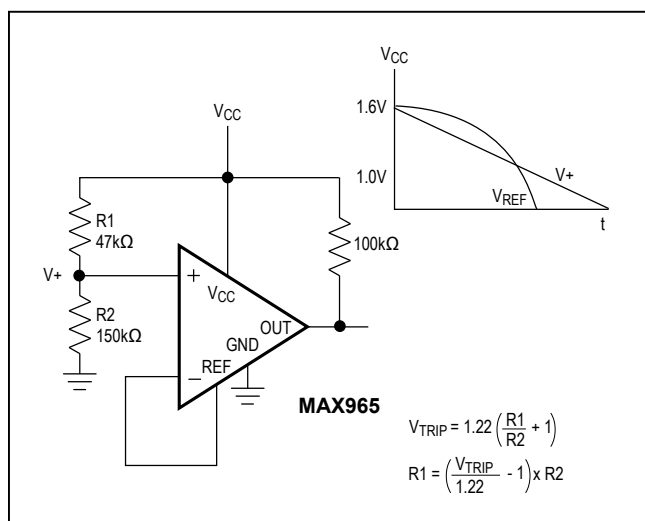 VCC
R1
47kΩ
V+
R2
150kΩ
+
VCC
OUT
GND
REF
−
100kΩ
MAX965
VCC
1.6V
1.0V
V+
VREF
t
VTRIP = 1.22 (R1/R2 + 1)
R1 = (VTRIP/1.22 - 1) x R2